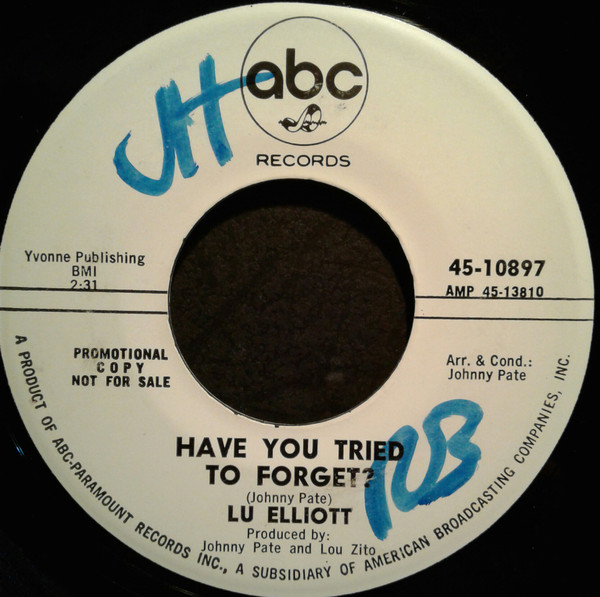 JH
abc
RECORDS
Yvonne Publishing
BMI
2:31
45-10897
AMP 45-13810
PROMOTIONAL
COPY
NOT FOR SALE
Arr. & Cond.:
Johnny Pate
HAVE YOU TRIED
TO FORGET?
(Johnny Pate)
LU ELLIOTT
Produced by:
Johnny Pate and Lou Zito
RB
A PRODUCT OF ABC-PARAMOUNT RECORDS INC., A SUBSIDIARY OF AMERICAN BROADCASTING COMPANIES, INC.